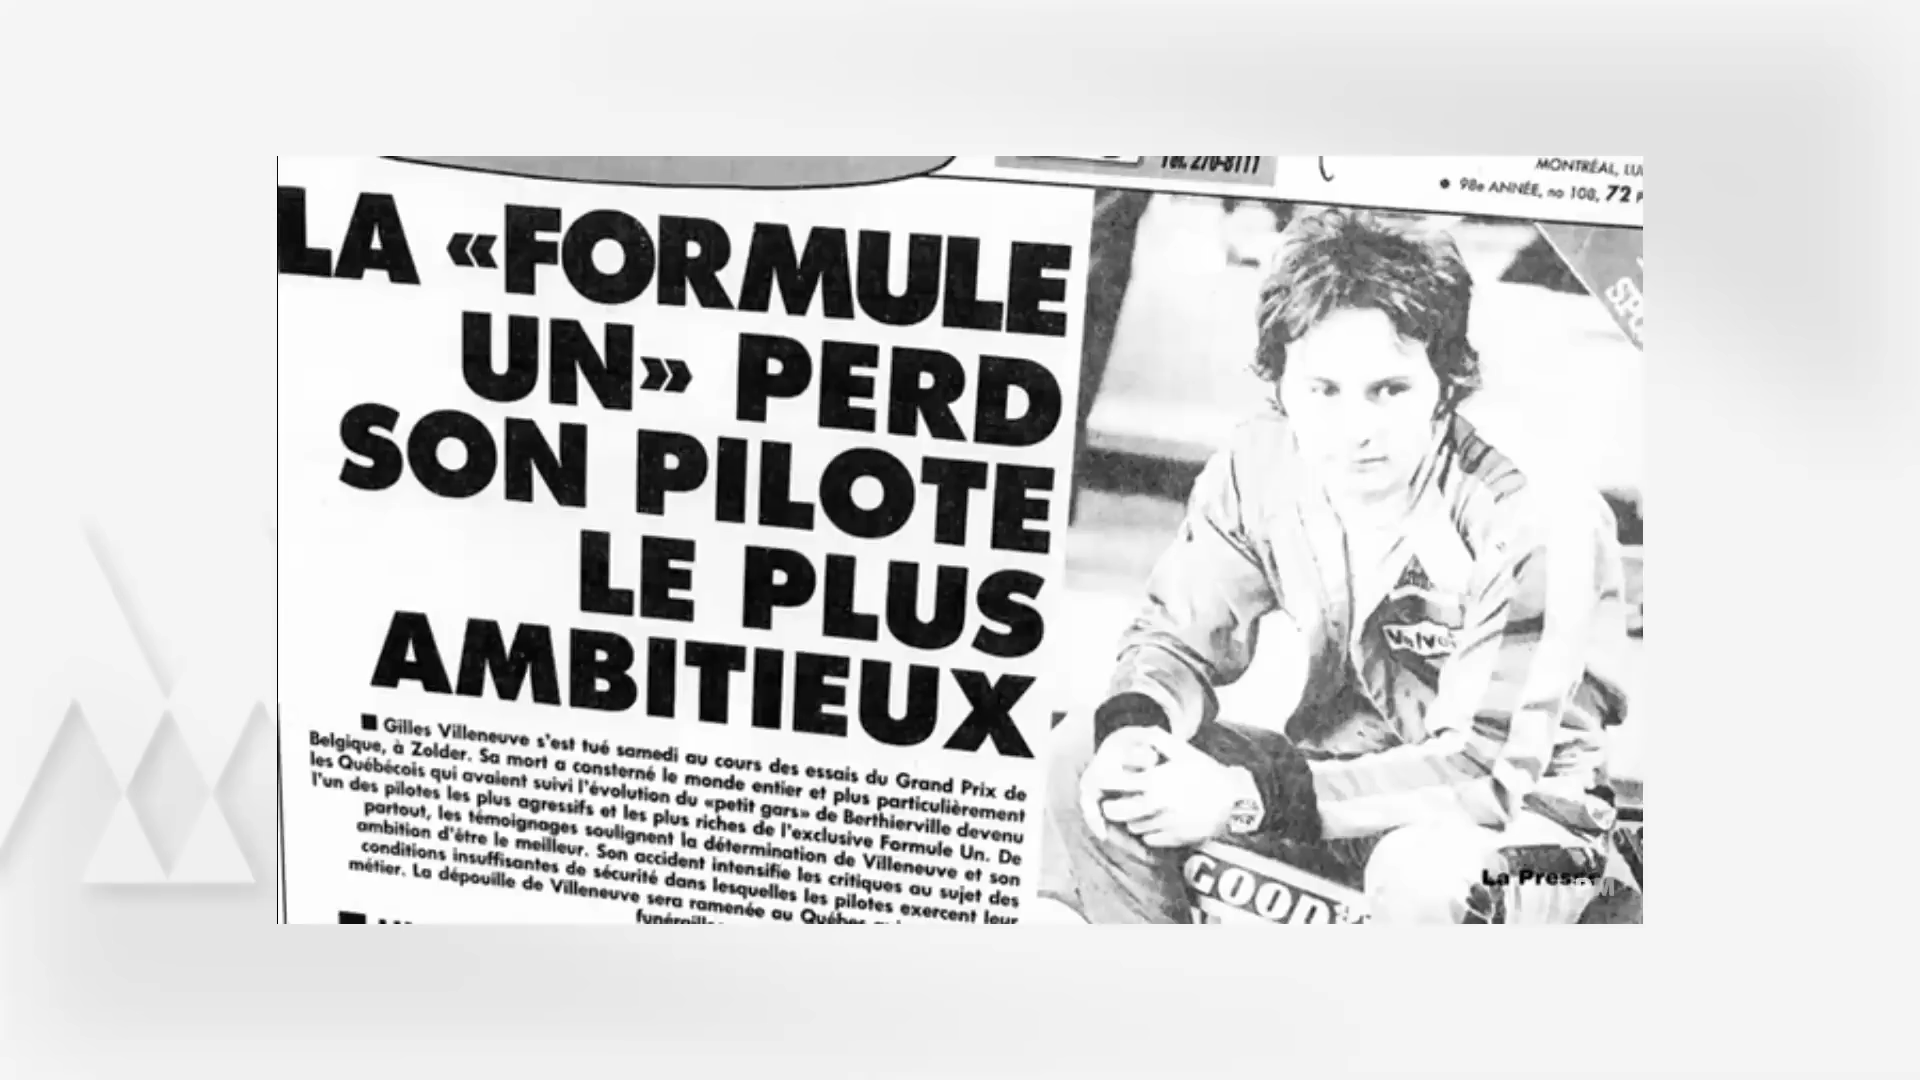 Tél. 270-8111
MONTRÉAL,
98e ANNÉE, no 108, 72
LA «FORMULE
UN» PERD
SON PILOTE
LE PLUS
AMBITIEUX
■ Gilles Villeneuve s'est tué samedi au cours des essais du Grand Prix de
Belgique, à Zolder. Sa mort a consterné le monde entier et plus particulièrement
les Québécois qui avaient suivi l'évolution du «petit gars» de Berthierville devenu
l'un des pilotes les plus agressifs et les plus riches de l'exclusive Formule Un. De
partout, les témoignages soulignent la détermination de Villeneuve et son
ambition d'être le meilleur. Son accident intensifie les critiques au sujet des
conditions insuffisantes de sécurité dans lesquelles les pilotes exercent leur
métier. La dépouille de Villeneuve sera ramenée au Québec
La Presse